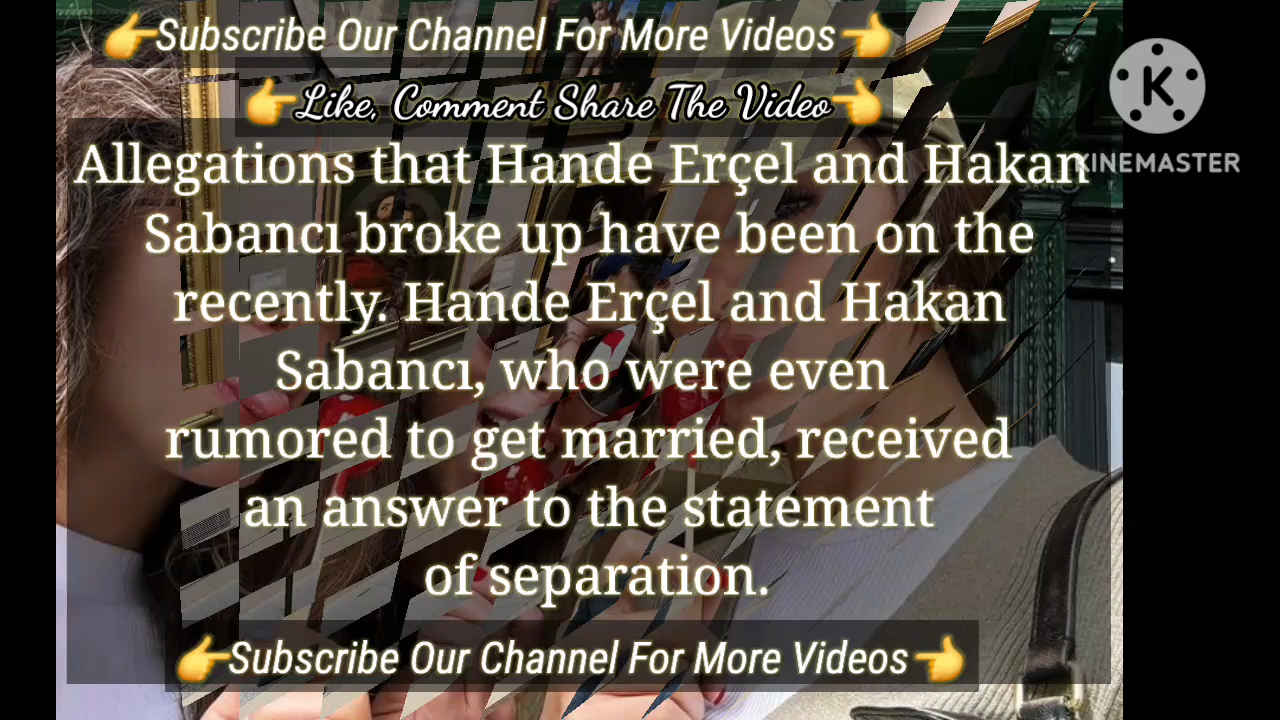 👉Subscribe Our Channel For More Videos👈
👉Like, Comment Share The Video👈
Allegations that Hande Erçel and Hakan
Sabancı broke up have been on the
recently. Hande Erçel and Hakan
Sabancı, who were even
rumored to get married, received
an answer to the statement
of separation.
👉Subscribe Our Channel For More Videos👈
K
KINEMASTER